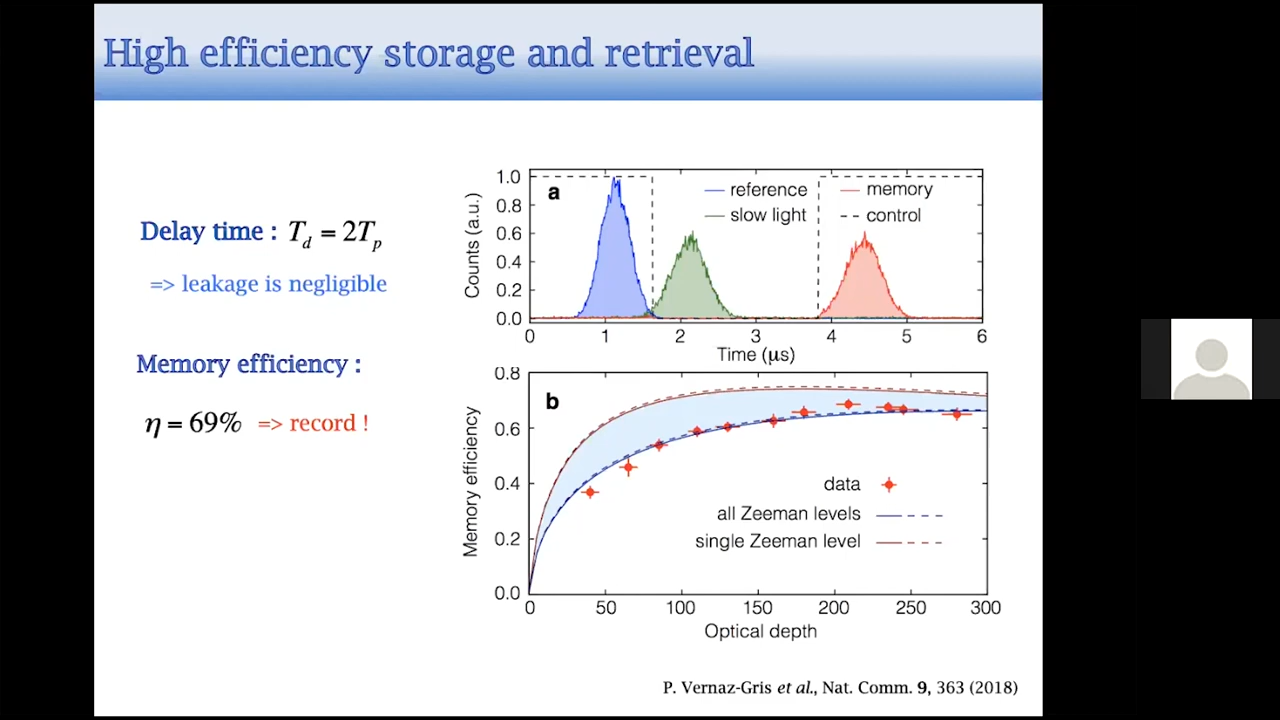 High efficiency storage and retrieval
Delay time : T_d = 2T_p
=> leakage is negligible
Memory efficiency :
η = 69% => record !
a
reference
slow light
memory
control
Counts (a.u.)
1.0
0.8
0.6
0.4
0.2
0.0
0 1 2 3 4 5 6
Time (μs)
b
data
all Zeeman levels
single Zeeman level
Memory efficiency
0.8
0.6
0.4
0.2
0.0
0 50 100 150 200 250 300
Optical depth
P. Vernaz-Gris et al., Nat. Comm. 9, 363 (2018)